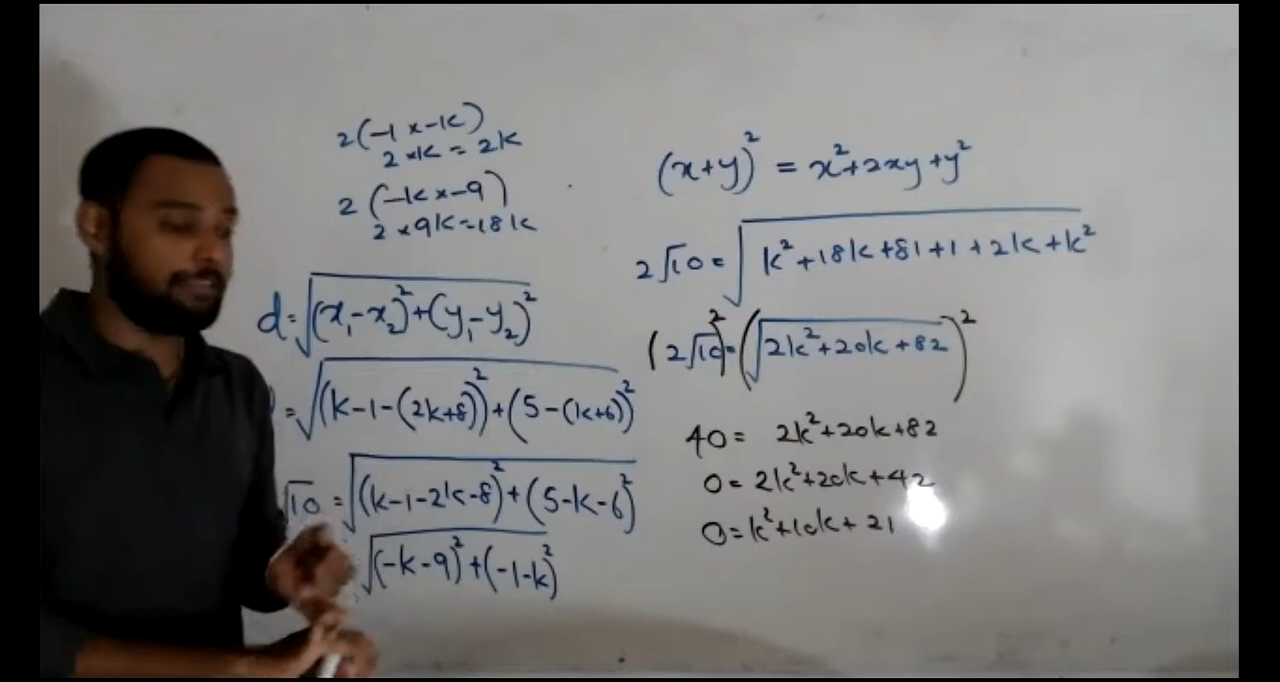 2(-1 x -k)
2 x k = 2k
2 (-k x -9)
2 x 9k = 18k
d = √(x₁-x₂)² + (y₁-y₂)²
= √(k-1-(2k+8))² + (5-(k+6))²
√10 = √(k-1-2k-8)² + (5-k-6)²
√(-k-9)² + (-1-k)²
(x+y)² = x²+2xy+y²
2√10 = √k²+18k+81+1+2k+k²
(2√10)² = (√2k²+20k+82)²
40 = 2k²+20k+82
0 = 2k²+20k+42
0 = k²+10k+21